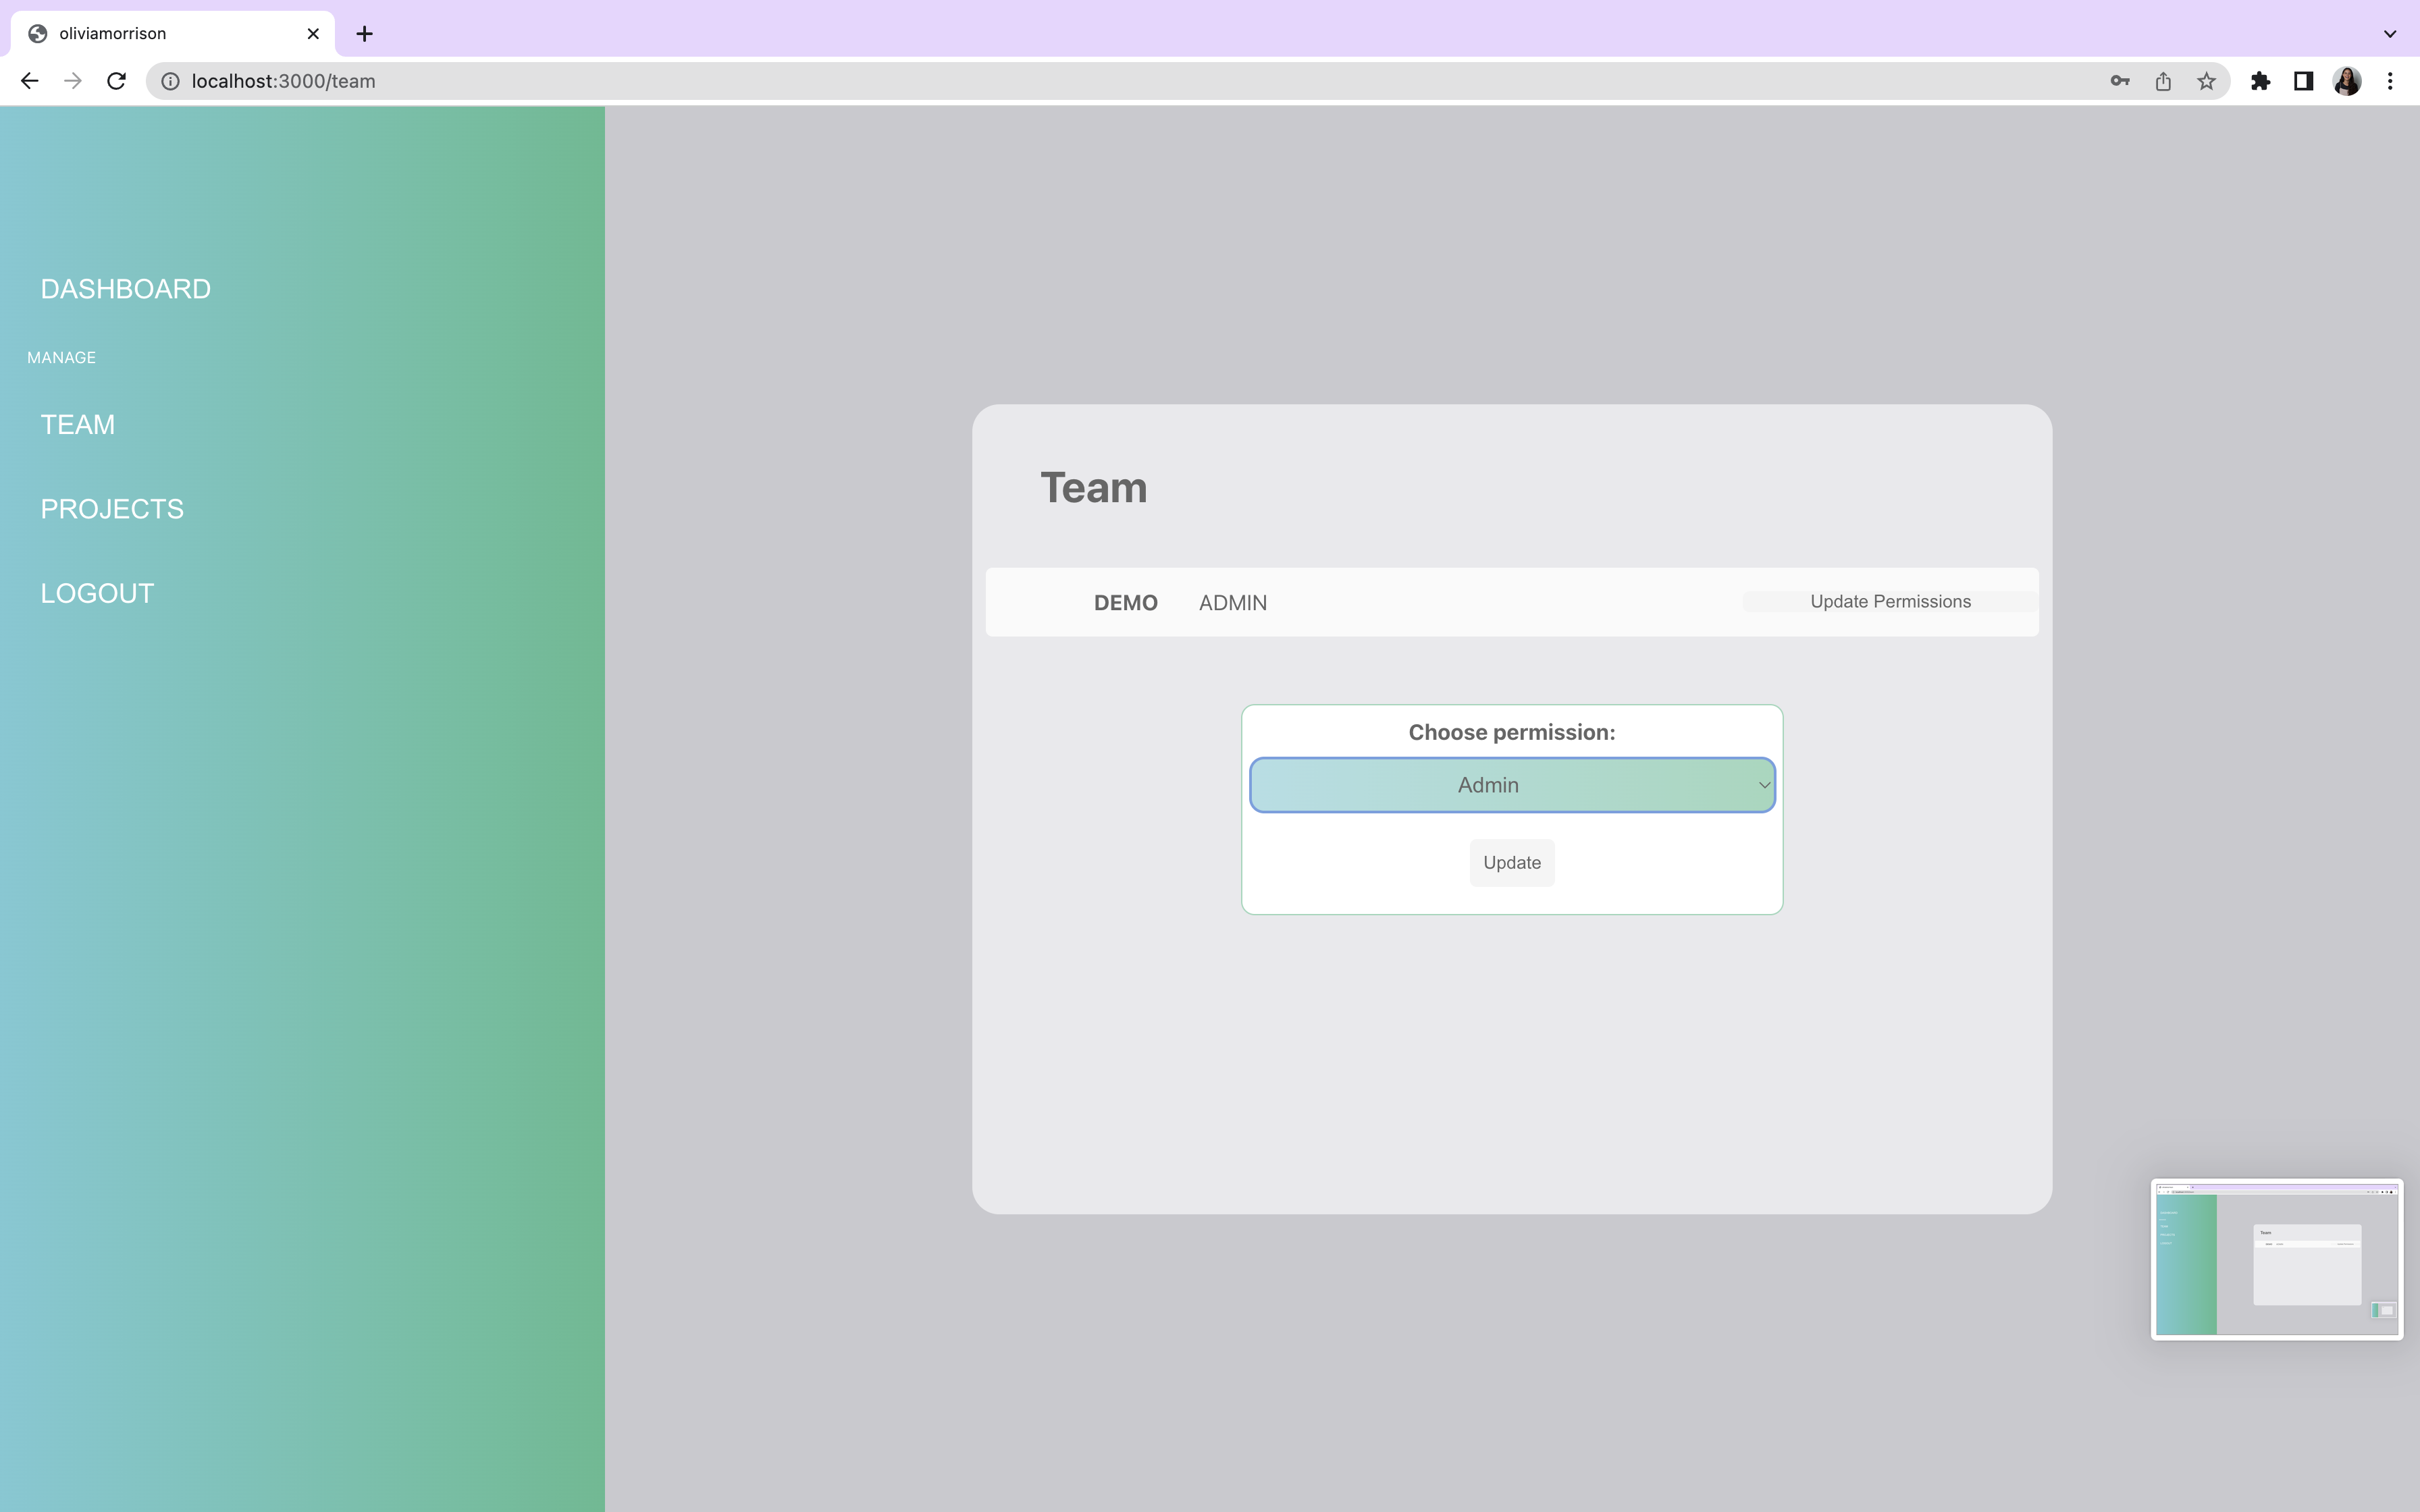 oliviamorrison
localhost:3000/team
DASHBOARD
MANAGE
TEAM
PROJECTS
LOGOUT
Team
DEMO ADMIN Update Permissions
Choose permission:
Admin
Update